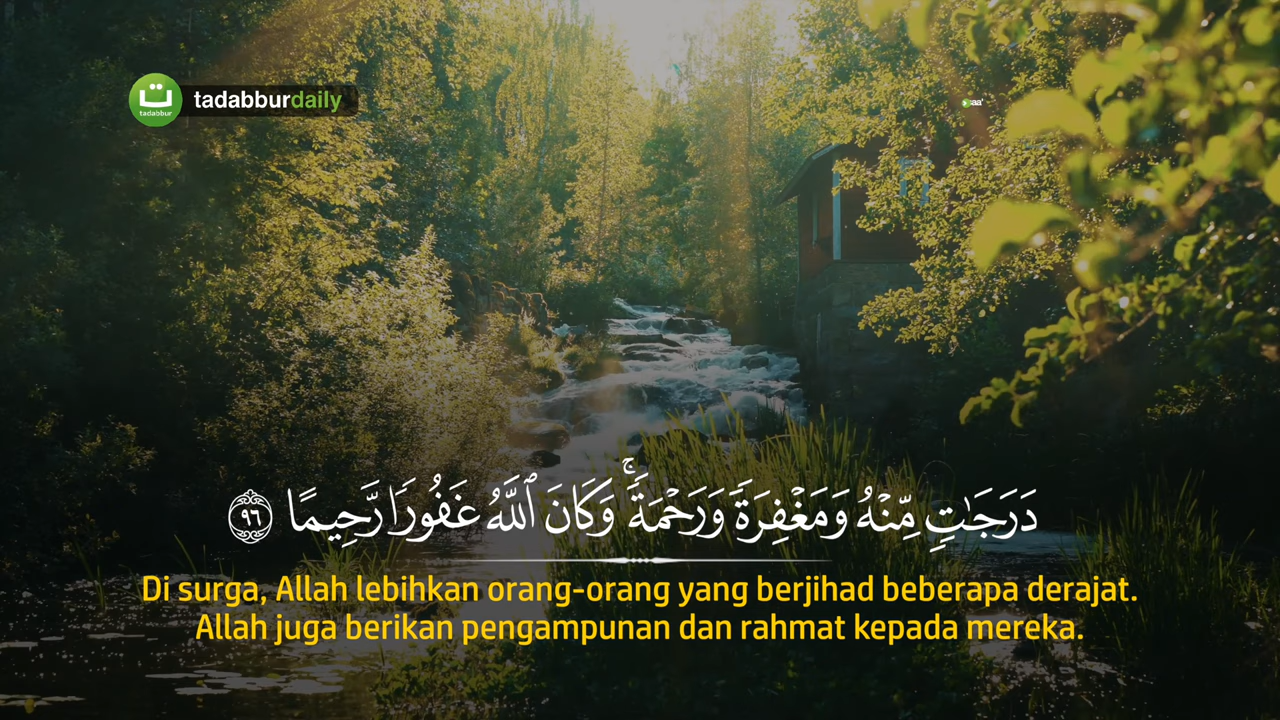 ت
tadabbur
tadabburdaily
دَرَجَٰتٍ مِّنْهُ وَمَغْفِرَةً وَرَحْمَةً ۚ وَكَانَ ٱللَّهُ غَفُورًا رَّحِيمًا ٩٦
Di surga, Allah lebihkan orang-orang yang berjihad beberapa derajat.
Allah juga berikan pengampunan dan rahmat kepada mereka.